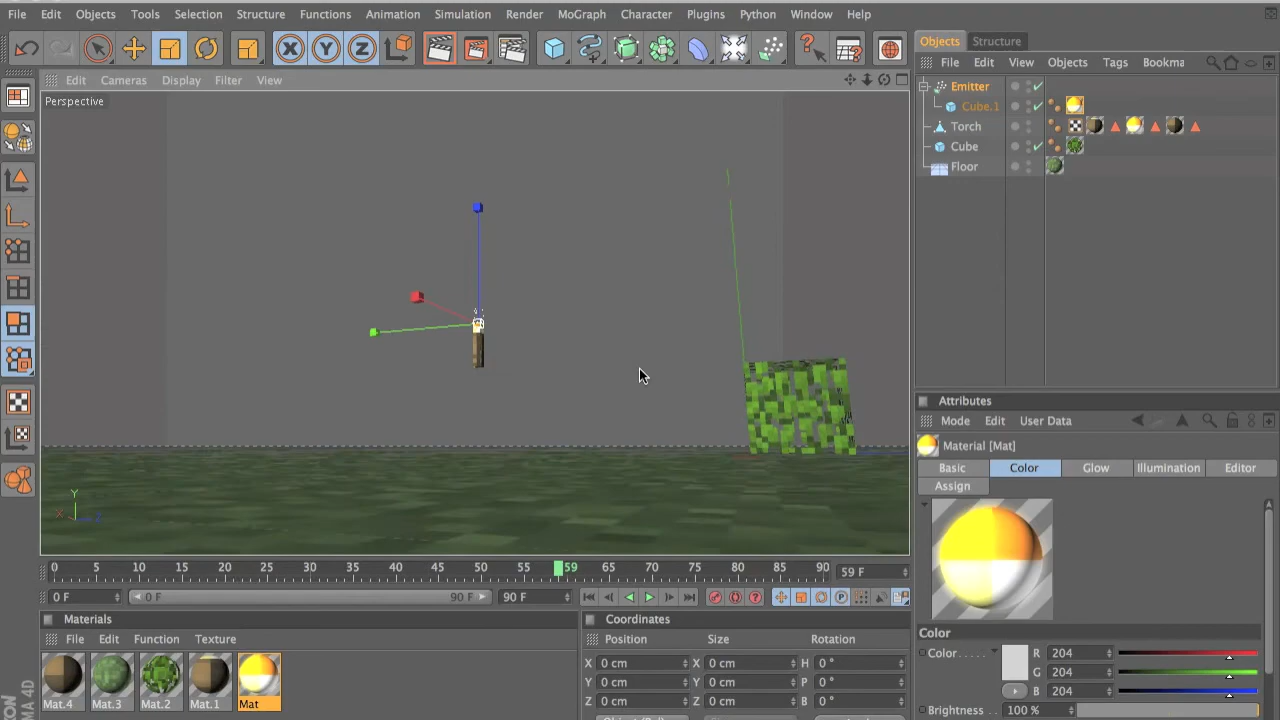 File Edit Objects Tools Selection Structure Functions Animation Simulation Render MoGraph Character Plugins Python Window Help
X Y Z
Objects Structure
Edit Cameras Display Filter View
File Edit View Objects Tags Bookma
Perspective
Emitter
Cube.1
Torch
Cube
Floor
Attributes
Mode Edit User Data
Material [Mat]
Basic Color Glow Illumination Editor
Assign
Y
X Z
0 5 10 15 20 25 30 35 40 45 50 55 59 65 70 75 80 85 90 59 F
0 F 0 F 90 F 90 F
Materials
File Edit Function Texture
Mat.4 Mat.3 Mat.2 Mat.1 Mat
Coordinates
Position Size Rotation
X 0 cm X 0 cm H 0 °
Y 0 cm Y 0 cm P 0 °
Z 0 cm Z 0 cm B 0 °
Color
Color R 204
G 204
B 204
Brightness 100 %